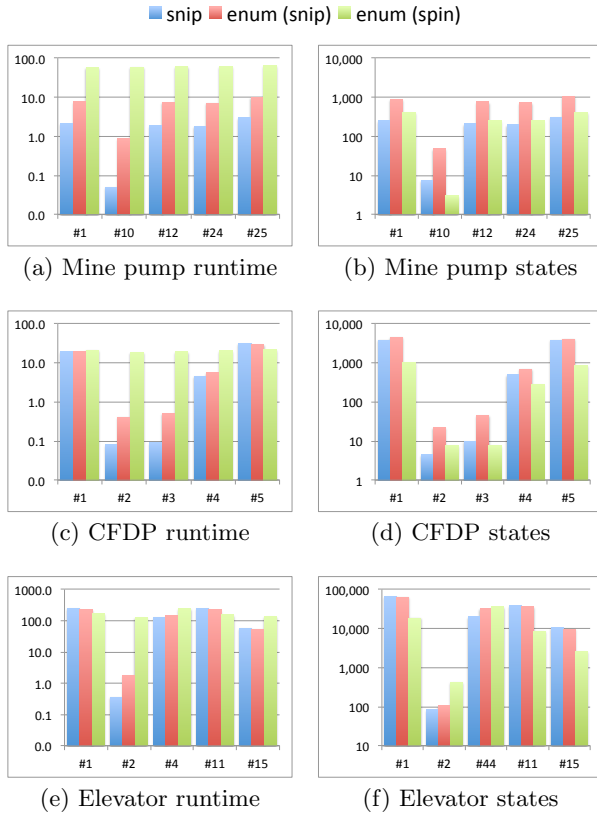 snip enum (snip) enum (spin)
100.0
10.0
1.0
0.1
0.0
#1 #10 #12 #24 #25
(a) Mine pump runtime
10,000
1,000
100
10
1
#1 #10 #12 #24 #25
(b) Mine pump states
100.0
10.0
1.0
0.1
0.0
#1 #2 #3 #4 #5
(c) CFDP runtime
10,000
1,000
100
10
1
#1 #2 #3 #4 #5
(d) CFDP states
1000.0
100.0
10.0
1.0
0.1
0.0
#1 #2 #4 #11 #15
(e) Elevator runtime
100,000
10,000
1,000
100
10
#1 #2 #44 #11 #15
(f) Elevator states